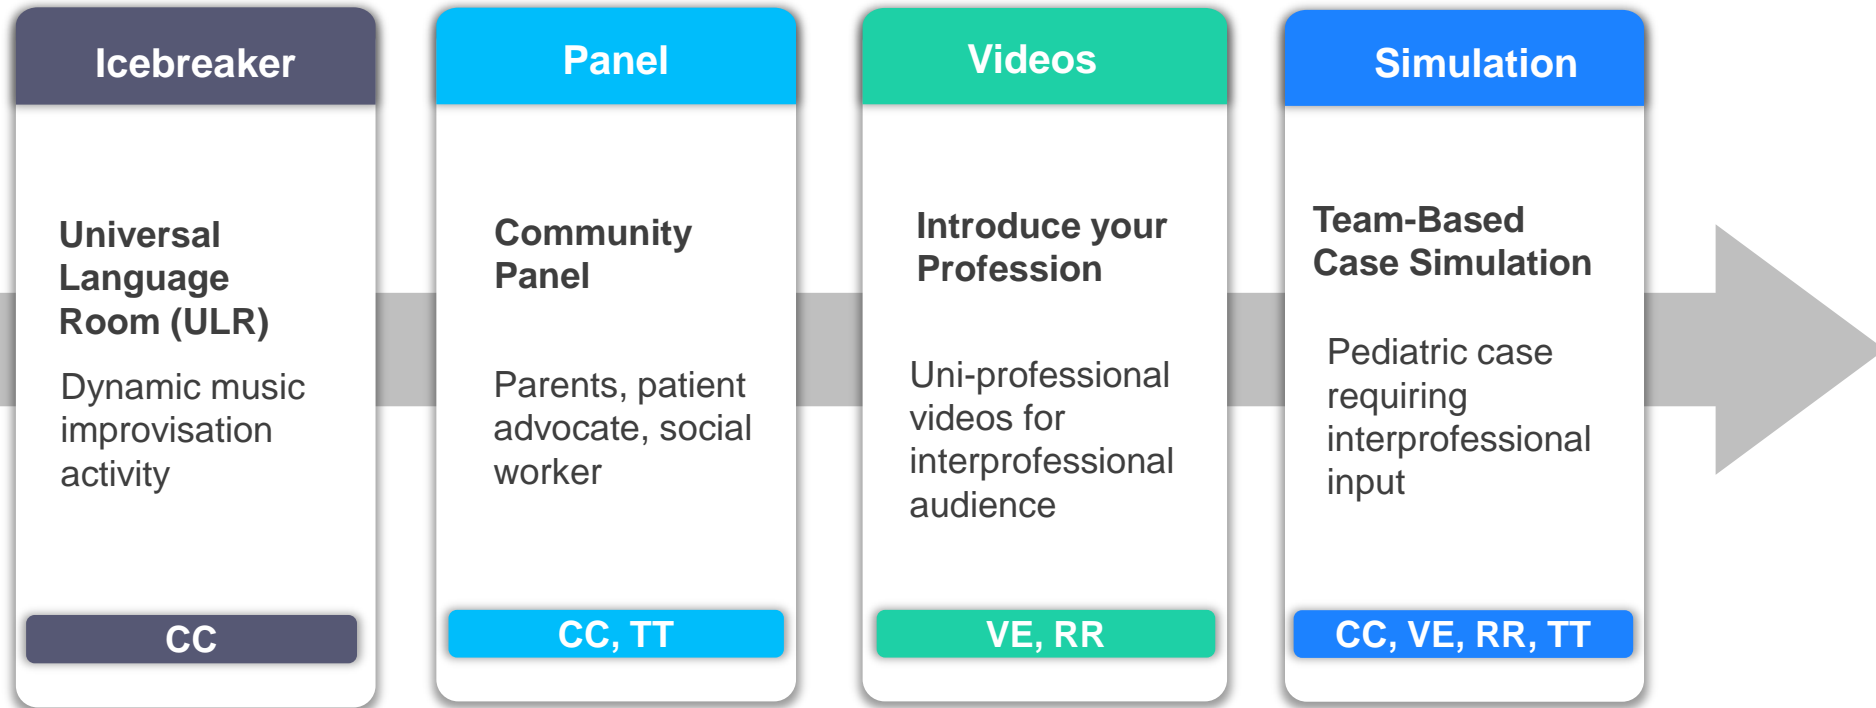 Icebreaker
Universal
Language
Room (ULR)
Dynamic music
improvisation
activity
CC
Panel
Community
Panel
Parents, patient
advocate, social
worker
CC, TT
Videos
Introduce your
Profession
Uni-professional
videos for
interprofessional
audience
VE, RR
Simulation
Team-Based
Case Simulation
Pediatric case
requiring
interprofessional
input
CC, VE, RR, TT